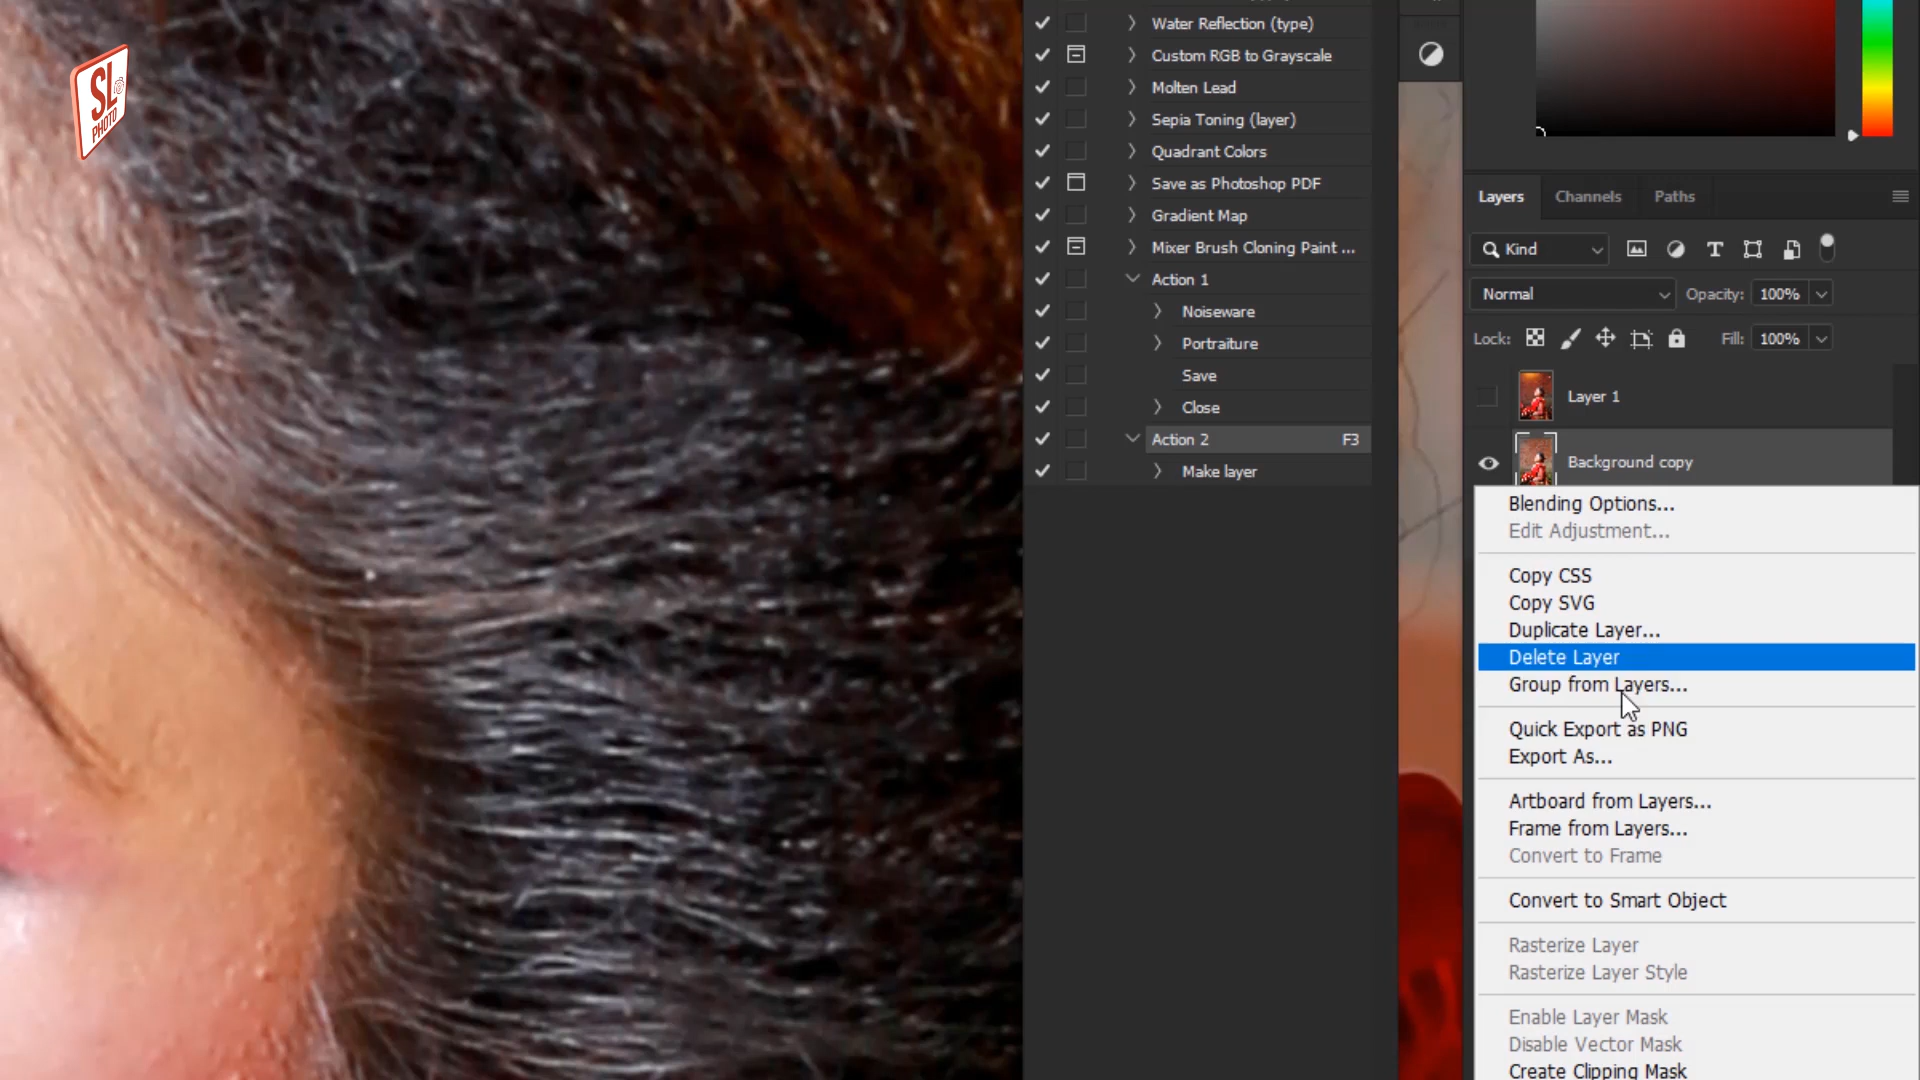 SL
PHOTO
Water Reflection (type)
Custom RGB to Grayscale
Molten Lead
Sepia Toning (layer)
Quadrant Colors
Save as Photoshop PDF
Gradient Map
Mixer Brush Cloning Paint ...
Action 1
Noiseware
Portraiture
Save
Close
Action 2 F3
Make layer
Layers Channels Paths
Kind
Normal Opacity: 100%
Lock: Fill: 100%
Layer 1
Background copy
Blending Options...
Edit Adjustment...
Copy CSS
Copy SVG
Duplicate Layer...
Delete Layer
Group from Layers...
Quick Export as PNG
Export As...
Artboard from Layers...
Frame from Layers...
Convert to Frame
Convert to Smart Object
Rasterize Layer
Rasterize Layer Style
Enable Layer Mask
Disable Vector Mask
Create Clipping Mask